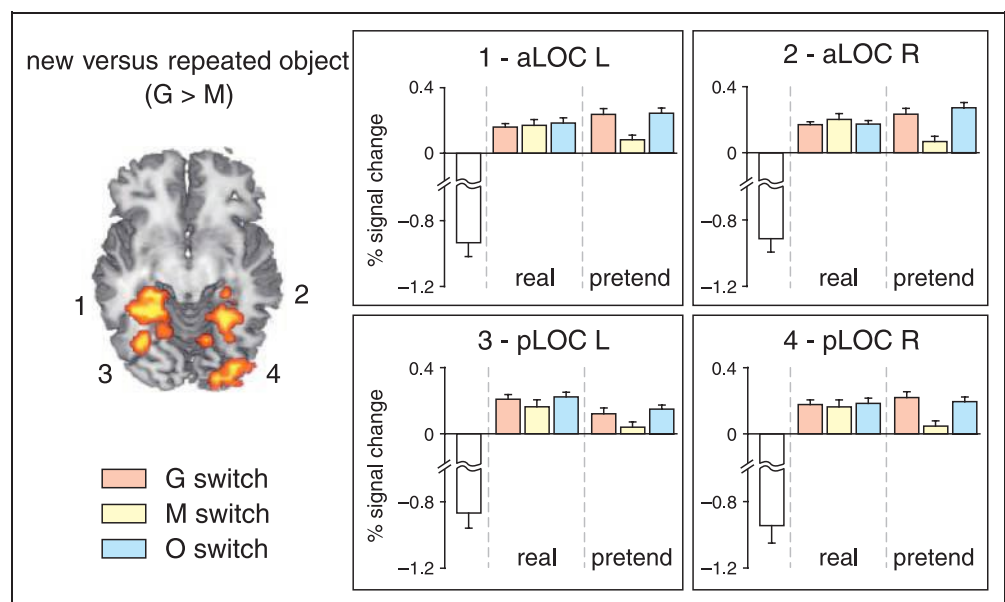 new versus repeated object
(G > M)
1
2
3
4
G switch
M switch
O switch
1 - aLOC L
% signal change
0.4
0
−0.8
−1.2
real
pretend
2 - aLOC R
0.4
0
−0.8
−1.2
real
pretend
3 - pLOC L
% signal change
0.4
0
−0.8
−1.2
real
pretend
4 - pLOC R
0.4
0
−0.8
−1.2
real
pretend